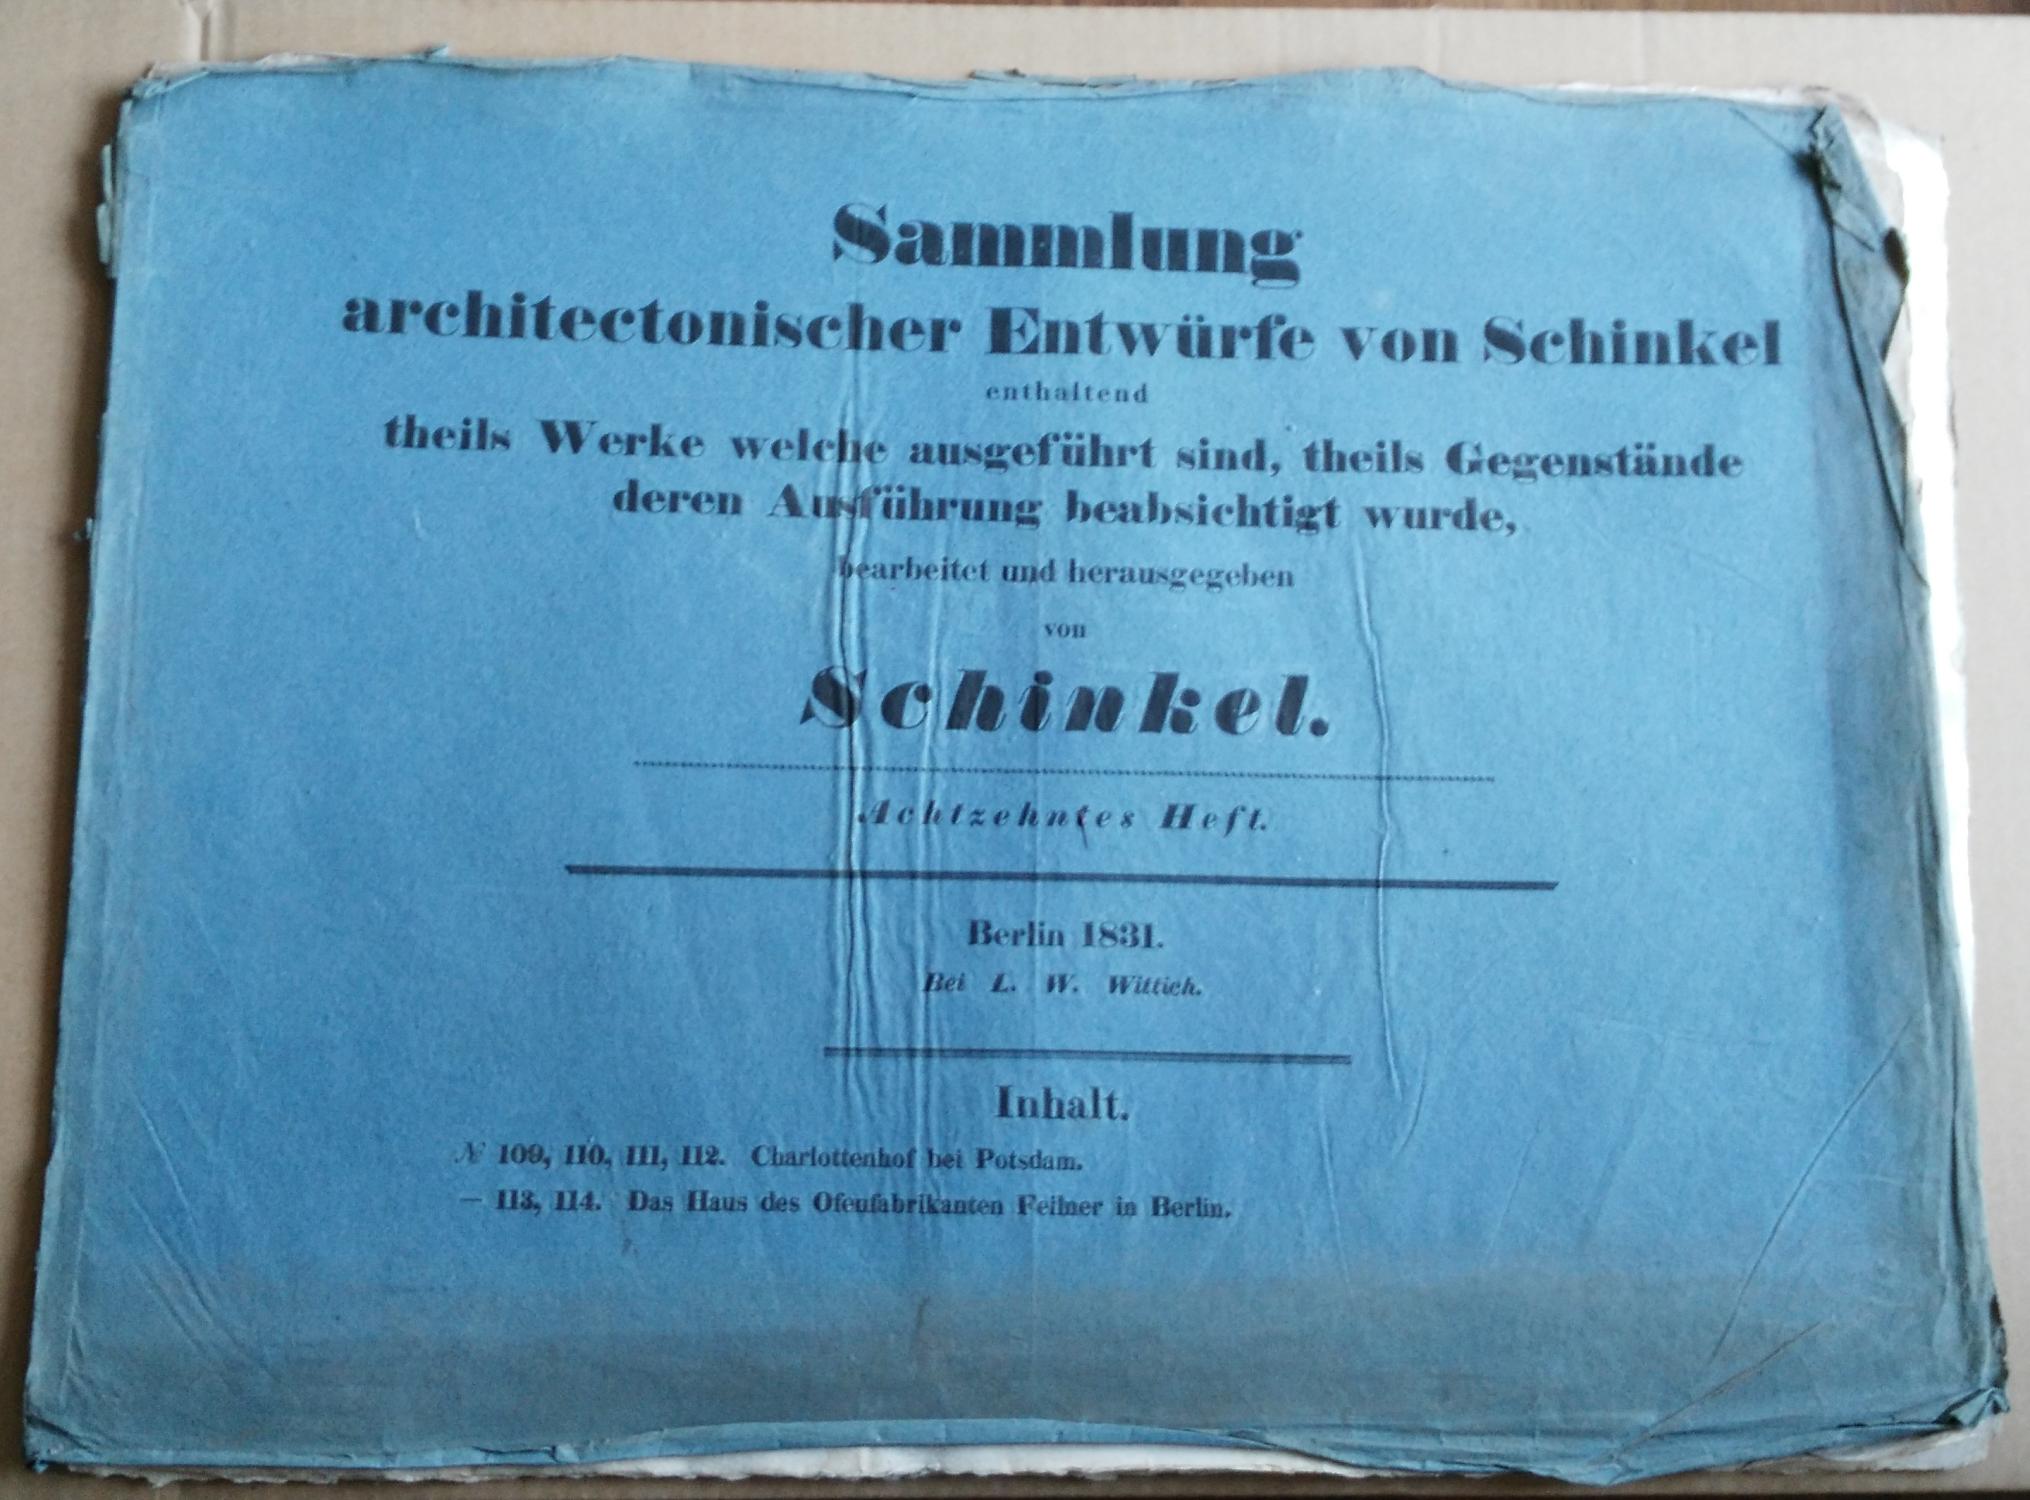 Sammlung
architectonischer Entwürfe von Schinkel
enthaltend
theils Werke welche ausgeführt sind, theils Gegenstände
deren Ausführung beabsichtigt wurde,
bearbeitet und herausgegeben
von
Schinkel.
Achtzehntes Heft.
Berlin 1831.
Bei L. W. Wittich.
Inhalt.
№ 109, 110, 111, 112. Charlottenhof bei Potsdam.
— 113, 114. Das Haus des Ofenfabrikanten Feilner in Berlin.